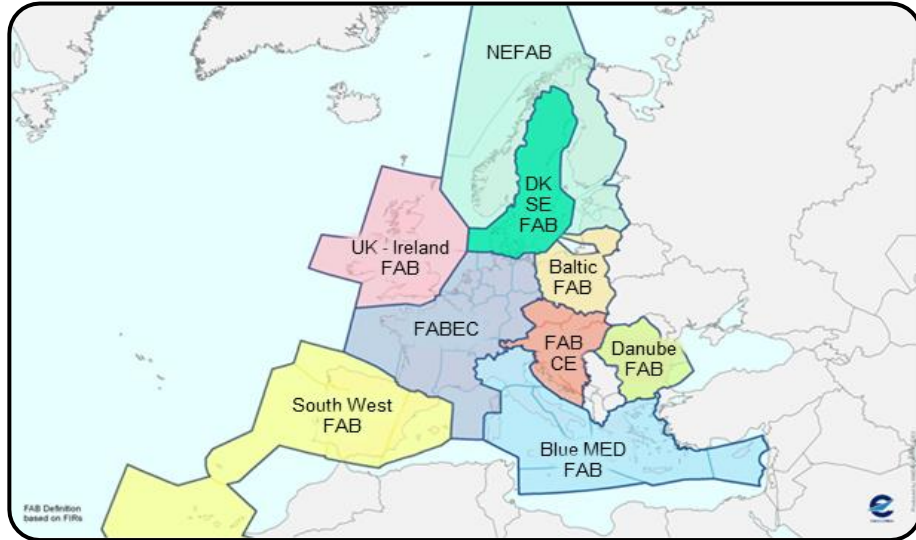 NEFAB
DK
SE
FAB
UK - Ireland
FAB
Baltic
FAB
FABEC
FAB
CE
Danube
FAB
South West
FAB
Blue MED
FAB
FAB Definition
based on FIRs